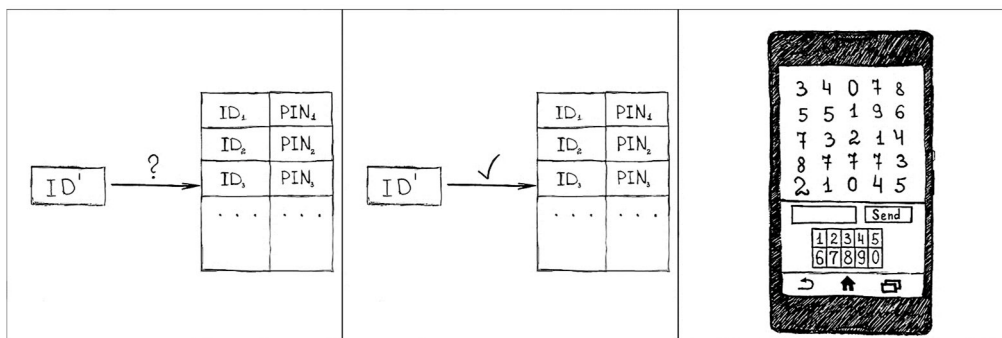 ID'
?
ID₁ PIN₁
ID₂ PIN₂
ID₃ PIN₃
... ...
ID'
ID₁ PIN₁
ID₂ PIN₂
ID₃ PIN₃
... ...
3 4 0 7 8
5 5 1 9 6
7 3 2 1 4
8 7 7 7 3
2 1 0 4 5
Send
1 2 3 4 5
6 7 8 9 0